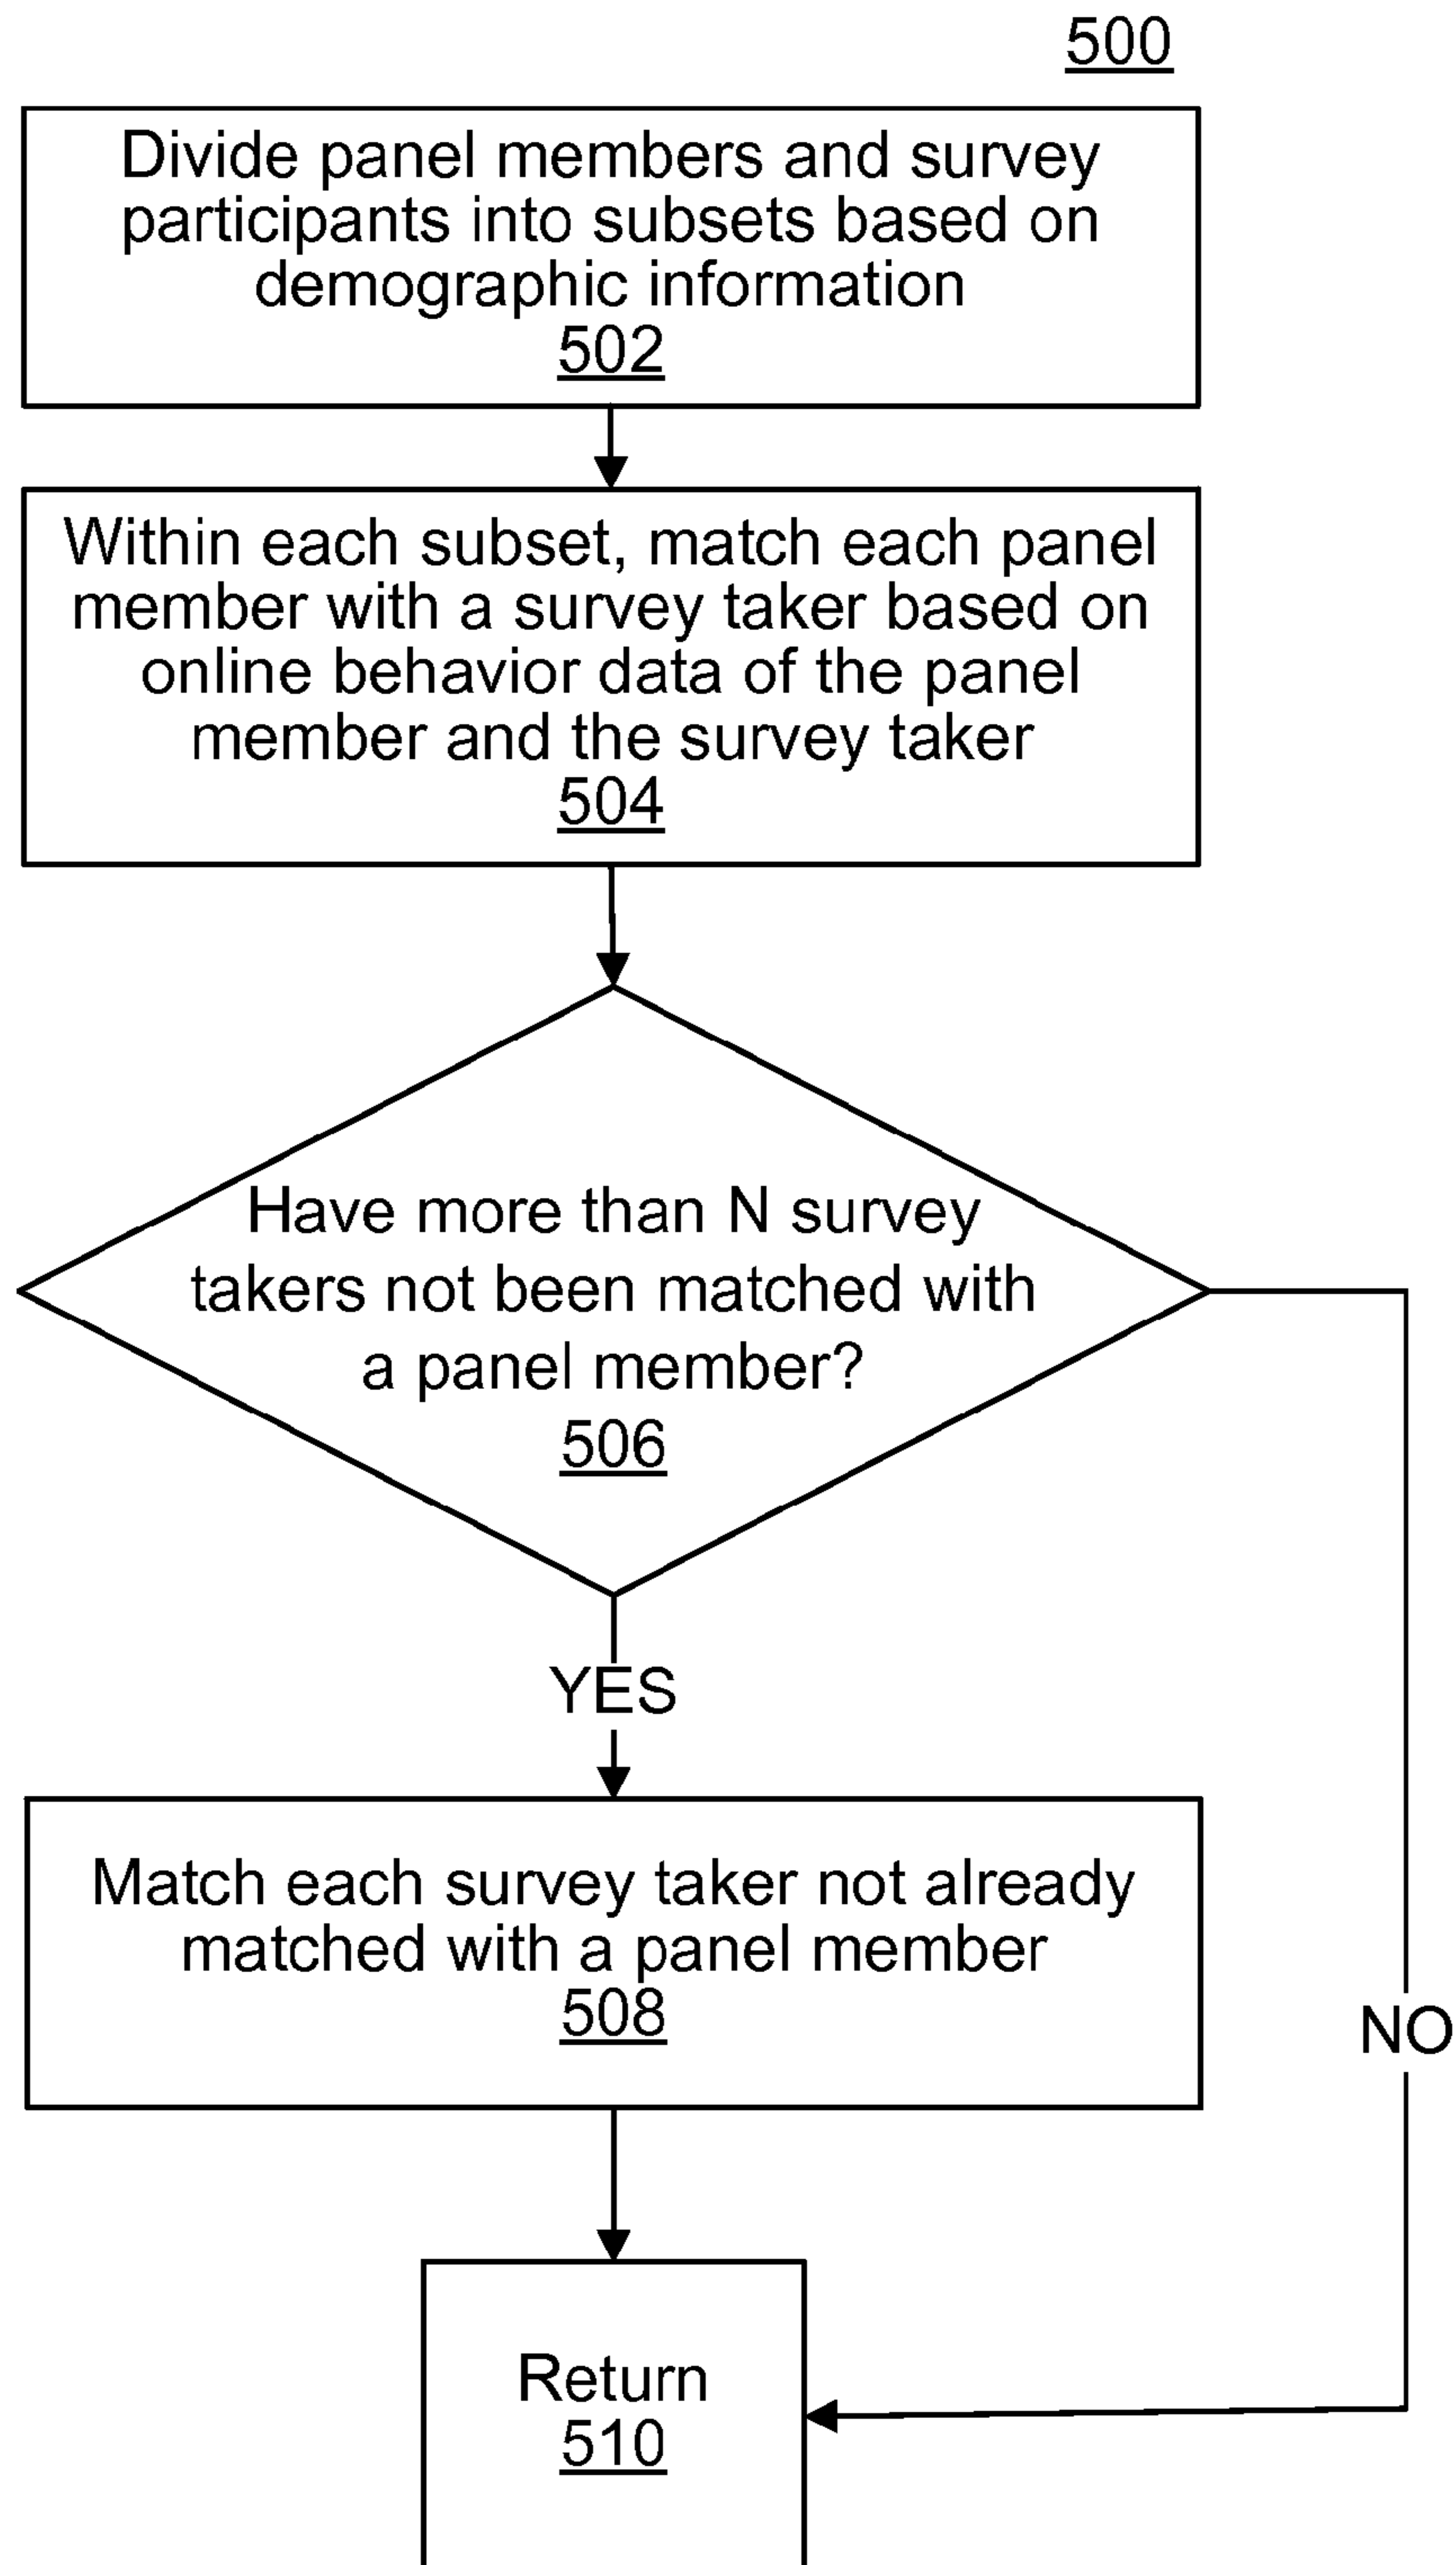 500
Divide panel members and survey
participants into subsets based on
demographic information
502
Within each subset, match each panel
member with a survey taker based on
online behavior data of the panel
member and the survey taker
504
Have more than N survey
takers not been matched with
a panel member?
506
YES
Match each survey taker not already
matched with a panel member
508
NO
Return
510